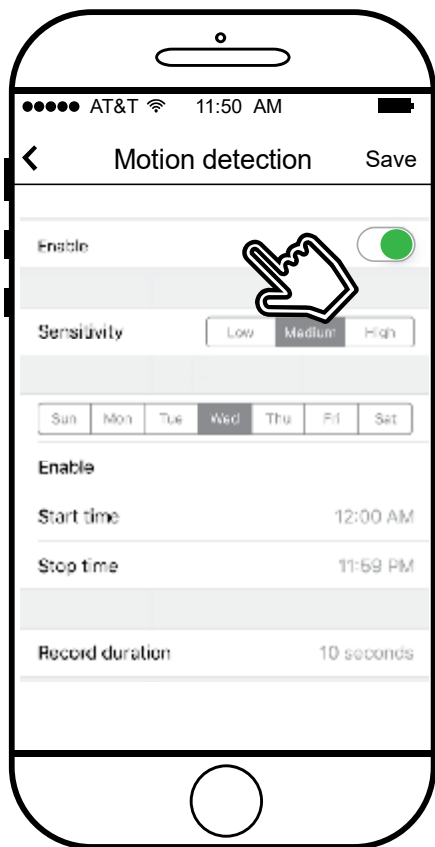 AT&T 11:50 AM
Motion detection Save
Enable
Sensitivity Low Medium High
Sun Mon Tue Wed Thu Fri Sat
Enable
Start time 12:00 AM
Stop time 11:59 PM
Record duration 10 seconds